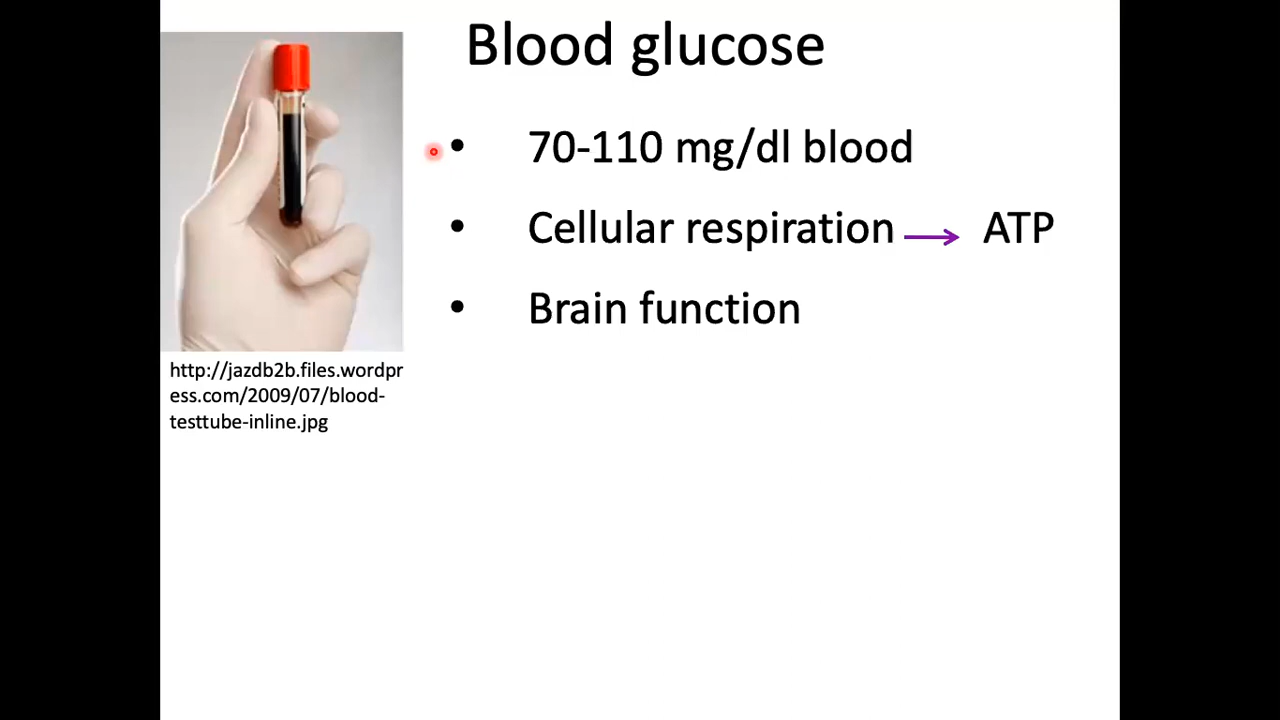 Blood glucose
• 70-110 mg/dl blood
• Cellular respiration → ATP
• Brain function
http://jazdb2b.files.wordpr
ess.com/2009/07/blood-
testtube-inline.jpg